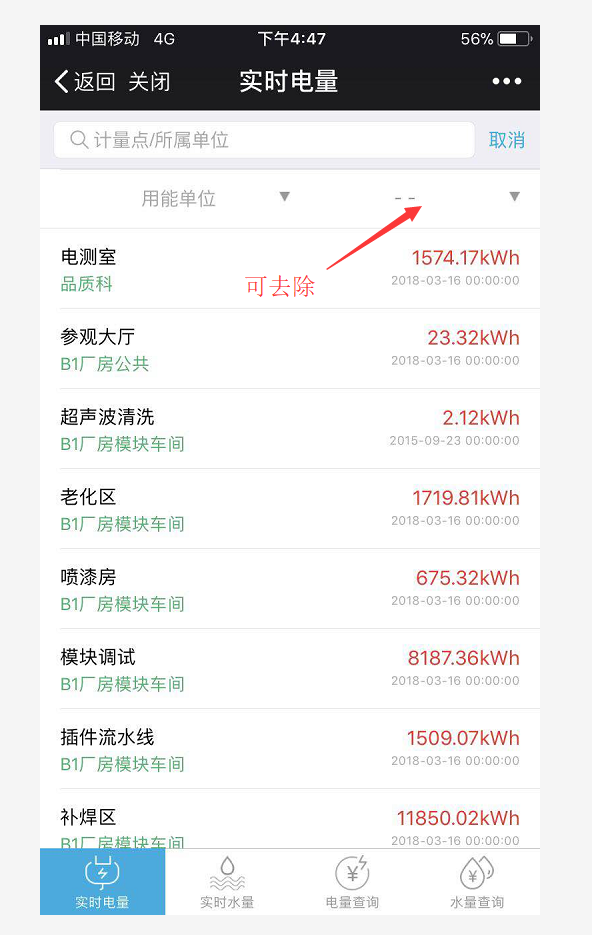 中国移动 4G 下午4:47 56%
返回 关闭 实时电量
计量点/所属单位 取消
用能单位 --
电测室 1574.17kWh
品质科 2018-03-16 00:00:00
可去除
参观大厅 23.32kWh
B1厂房公共 2018-03-16 00:00:00
超声波清洗 2.12kWh
B1厂房模块车间 2015-09-23 00:00:00
老化区 1719.81kWh
B1厂房模块车间 2018-03-16 00:00:00
喷漆房 675.32kWh
B1厂房模块车间 2018-03-16 00:00:00
模块调试 8187.36kWh
B1厂房模块车间 2018-03-16 00:00:00
插件流水线 1509.07kWh
B1厂房模块车间 2018-03-16 00:00:00
补焊区 11850.02kWh
B1厂房模块车间 2018-03-16 00:00:00
实时电量 实时水量 电量查询 水量查询